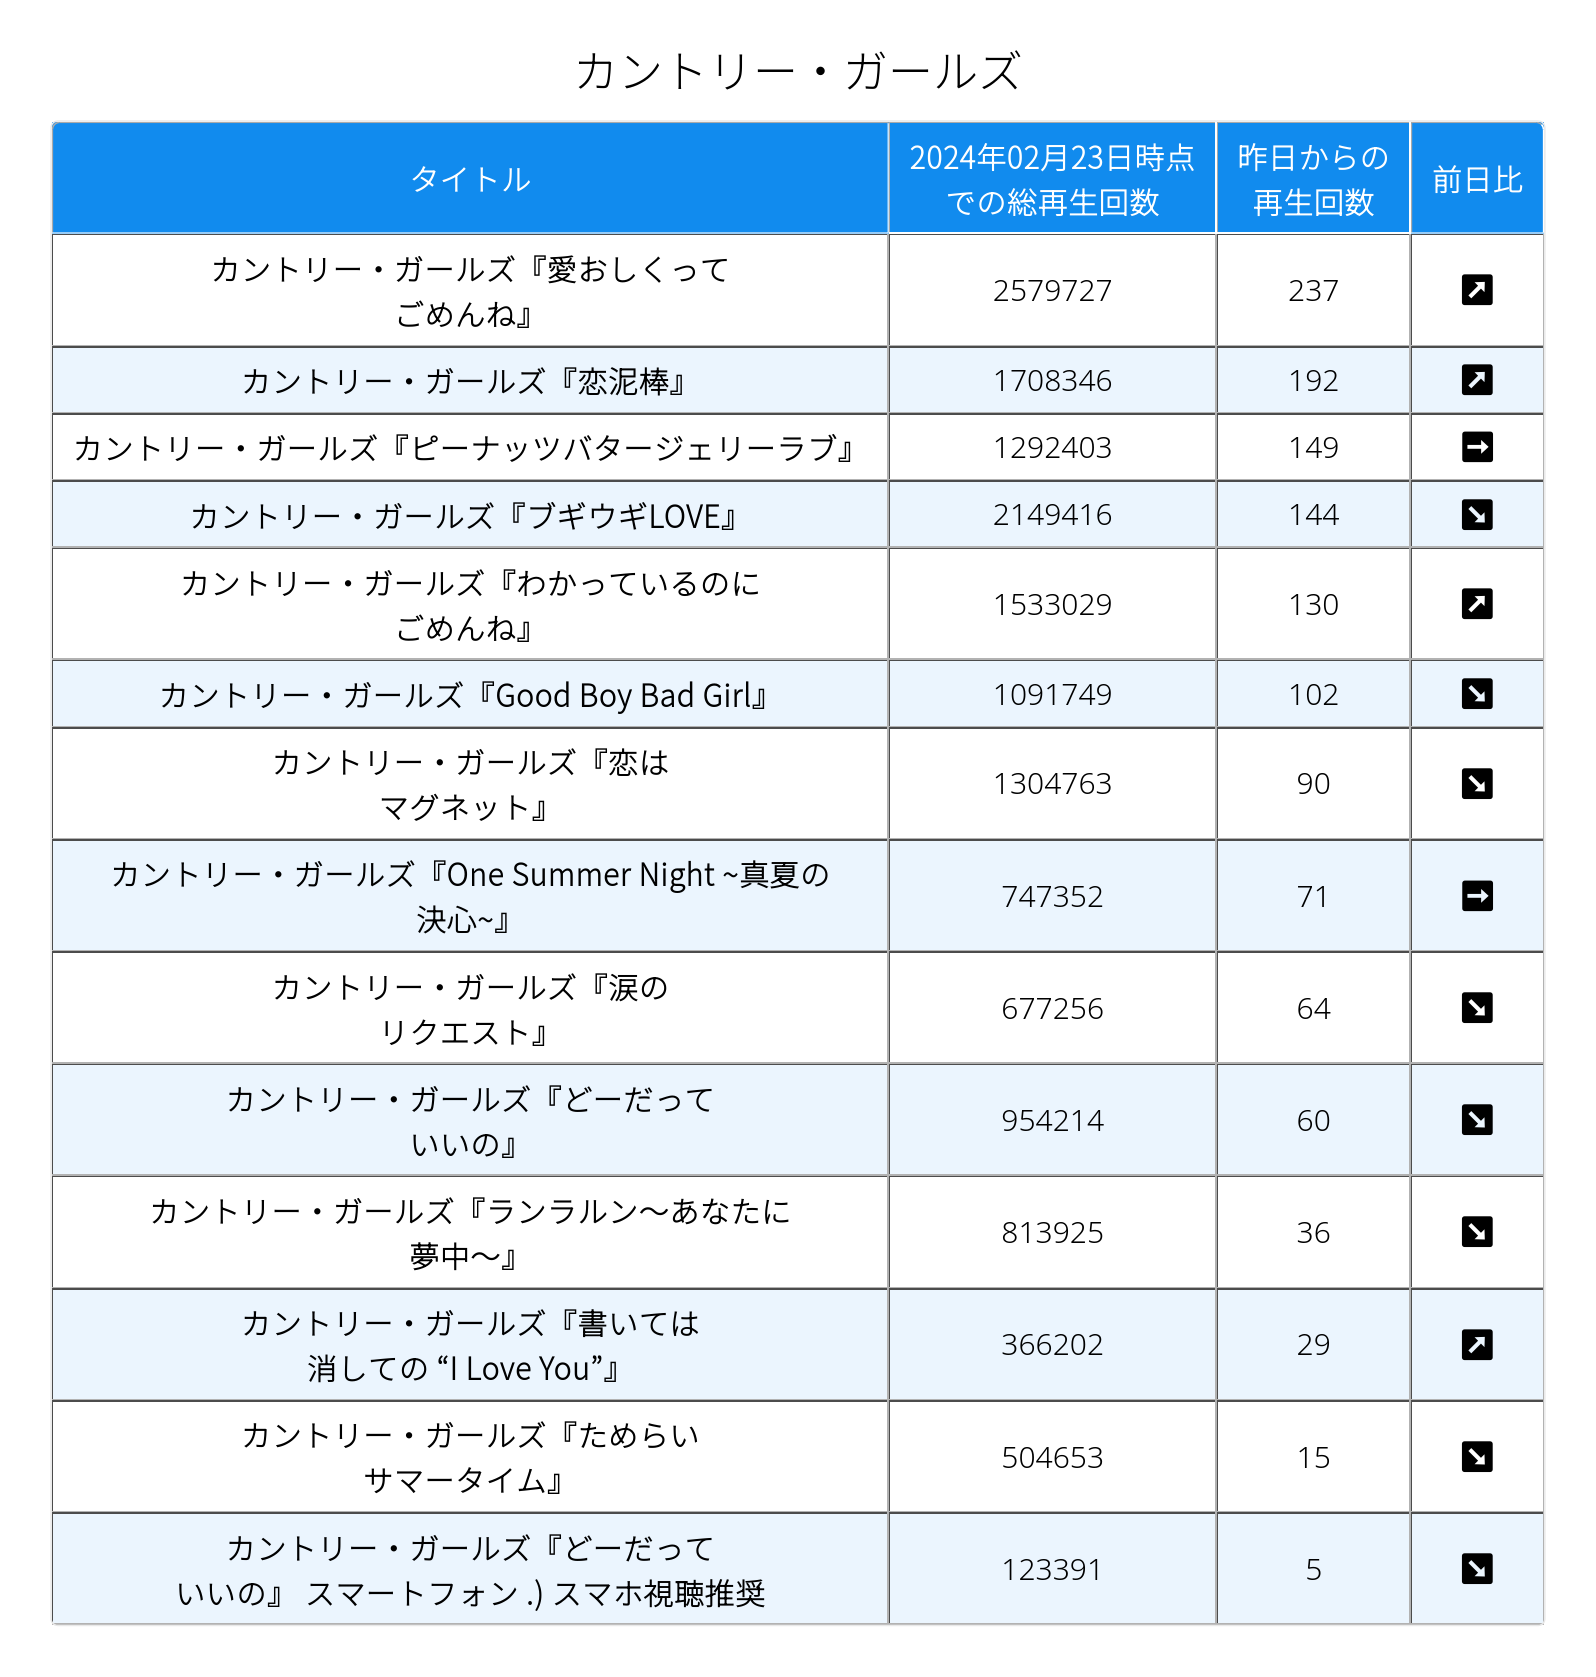 カントリー・ガールズ
タイトル
2024年02月23日時点
での総再生回数
昨日からの
再生回数
前日比
カントリー・ガールズ『愛おしくって
ごめんね』
2579727
237
カントリー・ガールズ『恋泥棒』
1708346
192
カントリー・ガールズ『ピーナッツバタージェリーラブ』
1292403
149
カントリー・ガールズ『ブギウギLOVE』
2149416
144
カントリー・ガールズ『わかっているのに
ごめんね』
1533029
130
カントリー・ガールズ『Good Boy Bad Girl』
1091749
102
カントリー・ガールズ『恋は
マグネット』
1304763
90
カントリー・ガールズ『One Summer Night ~真夏の
決心~』
747352
71
カントリー・ガールズ『涙の
リクエスト』
677256
64
カントリー・ガールズ『どーだって
いいの』
954214
60
カントリー・ガールズ『ランラルン〜あなたに
夢中〜』
813925
36
カントリー・ガールズ『書いては
消しての “I Love You”』
366202
29
カントリー・ガールズ『ためらい
サマータイム』
504653
15
カントリー・ガールズ『どーだって
いいの』 スマートフォン .) スマホ視聴推奨
123391
5